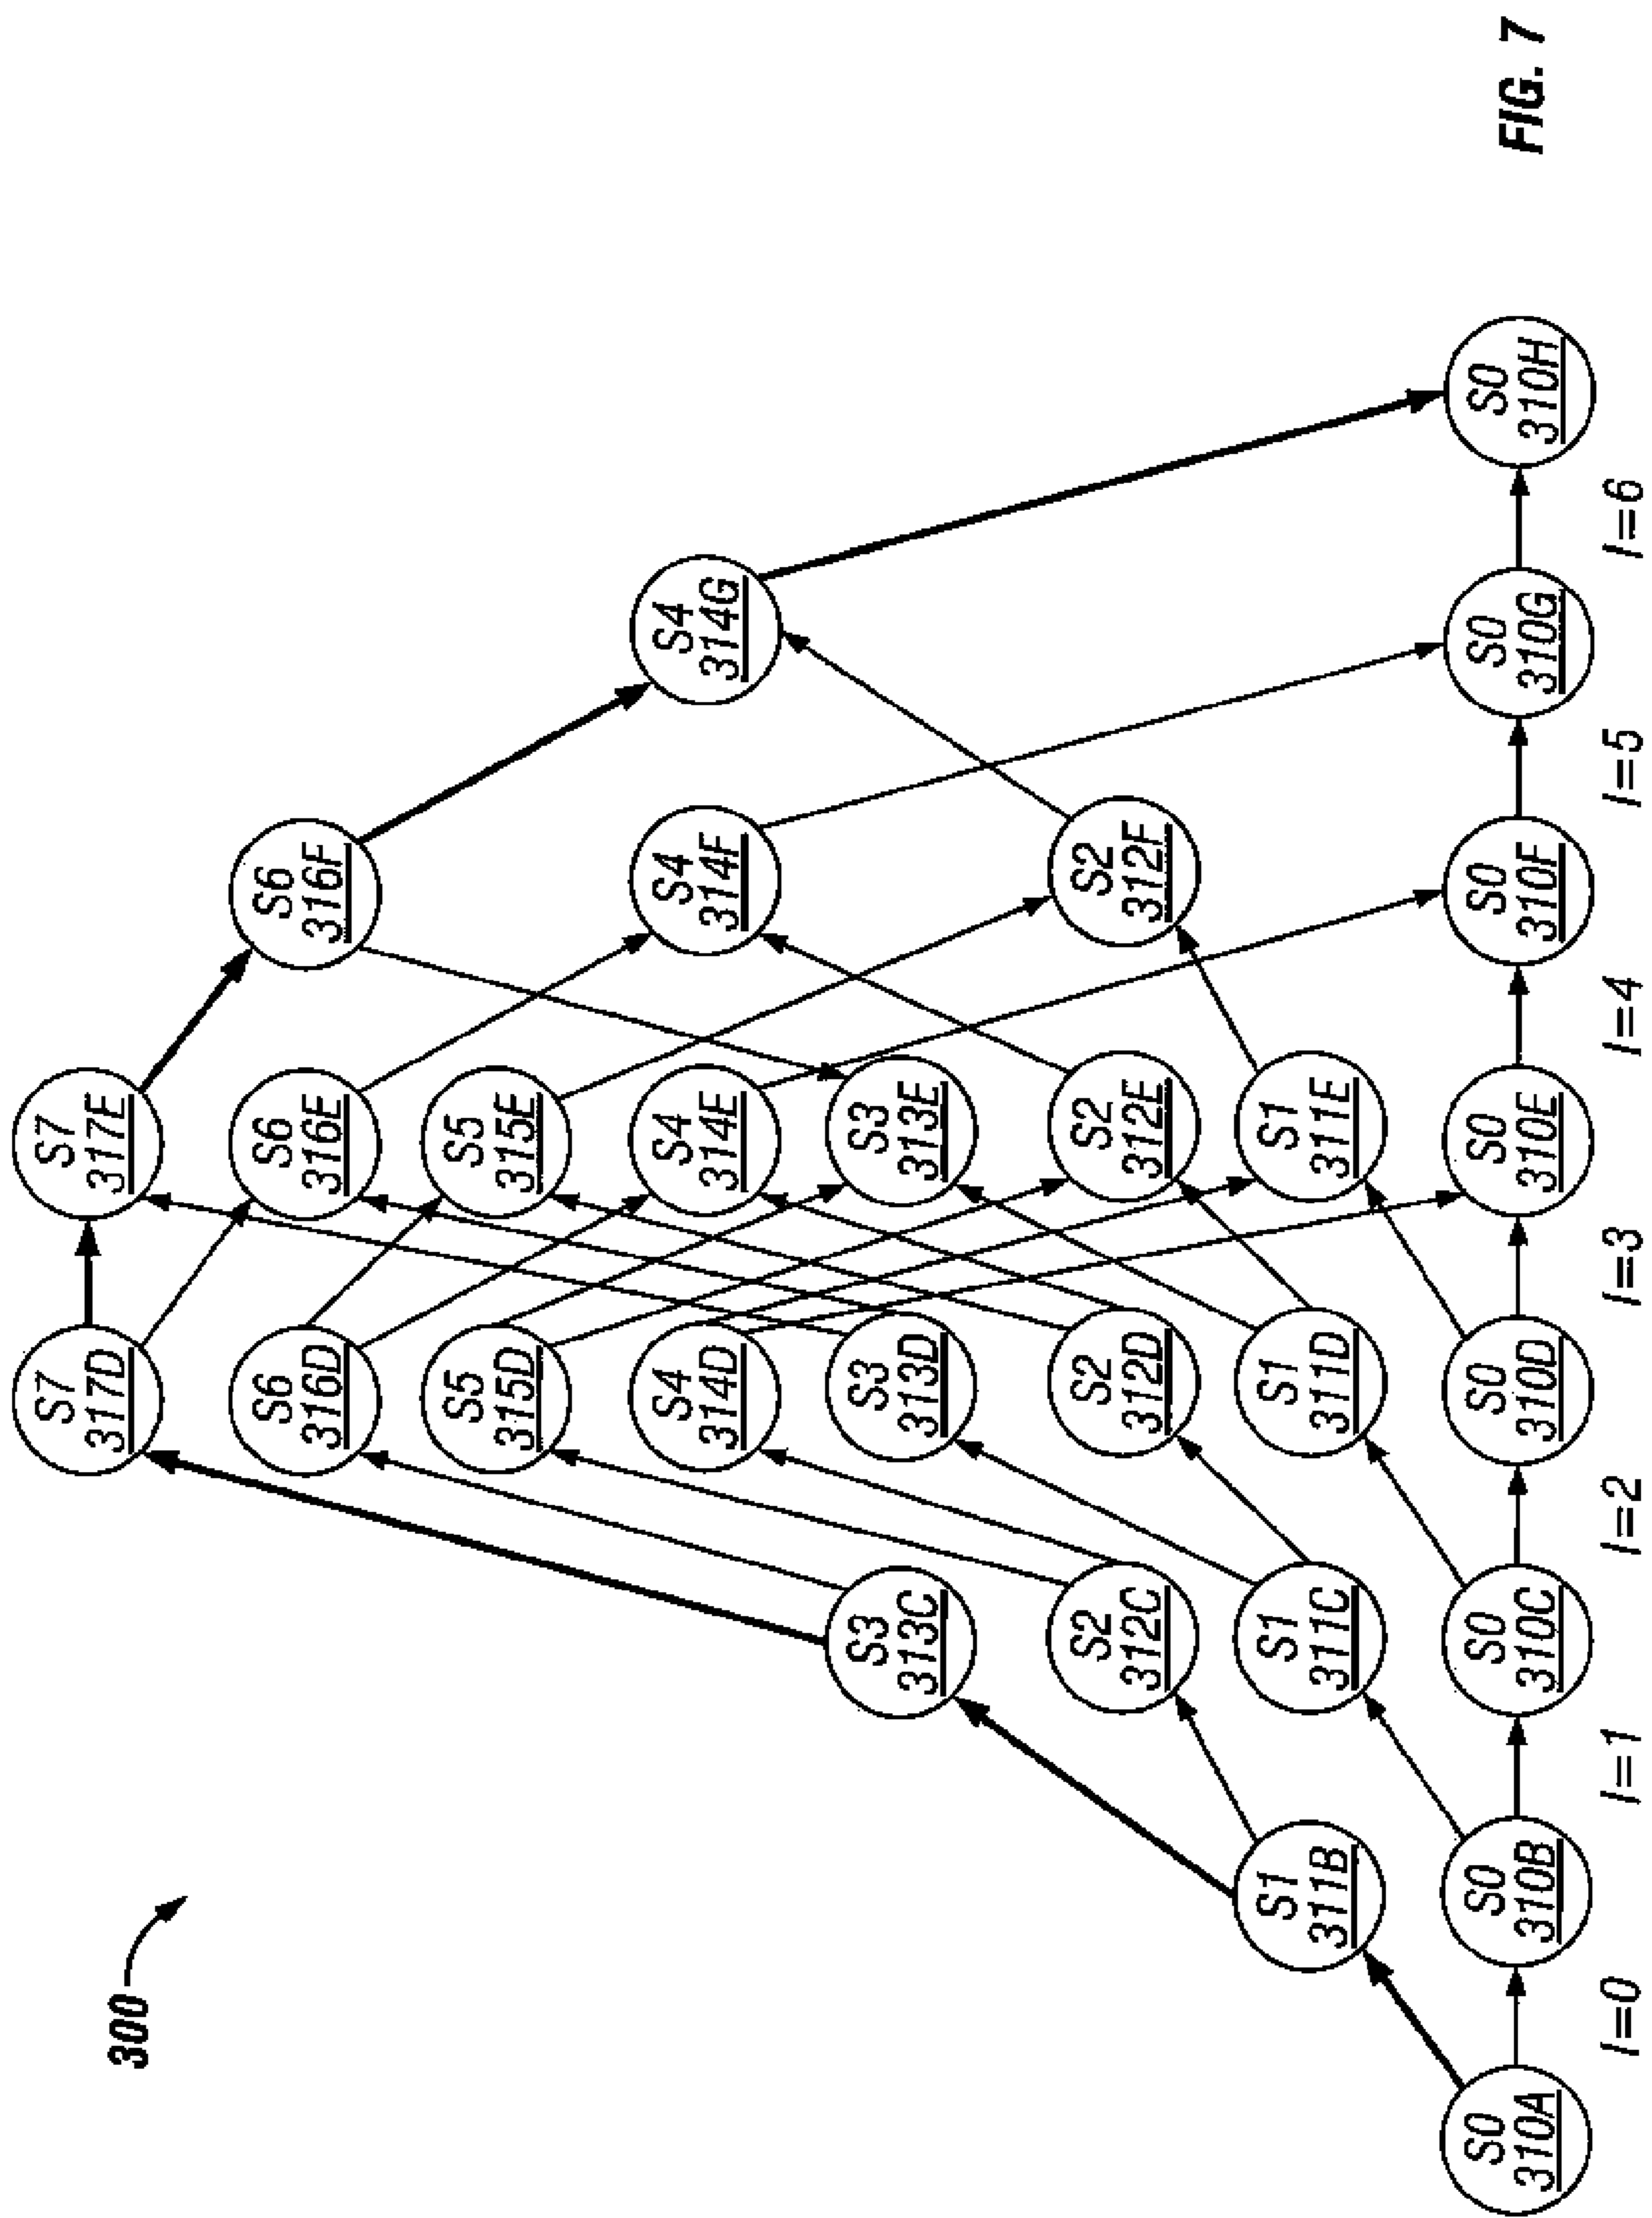 300
S7
317D
S7
317E
S6
316D
S6
316E
S6
316F
S5
315D
S5
315E
S4
314D
S4
314E
S4
314F
S4
314G
S3
313C
S3
313D
S3
313E
S2
312C
S2
312D
S2
312E
S2
312F
S1
311B
S1
311C
S1
311D
S1
311E
S0
310A
S0
310B
S0
310C
S0
310D
S0
310E
S0
310F
S0
310G
S0
310H
I=0
I=1
I=2
I=3
I=4
I=5
I=6
FIG. 7